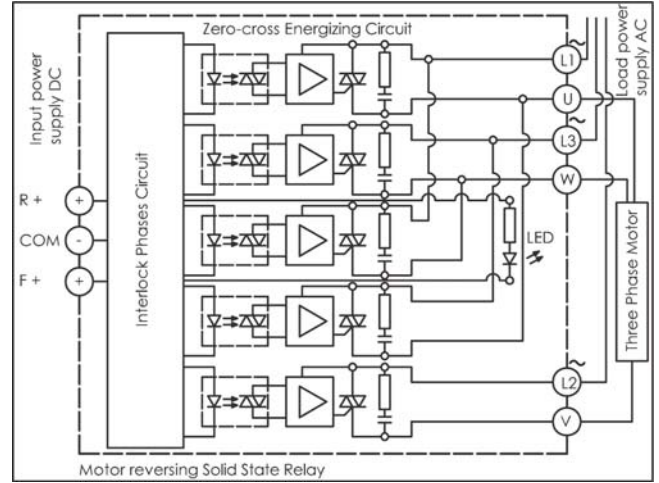 Zero-cross Energizing Circuit
Input power
supply DC
Load power
supply AC
Interlock Phases Circuit
R +
+
COM
-
F +
+
~
L1
U
~
L3
W
LED
Three Phase Motor
~
L2
V
Motor reversing Solid State Relay